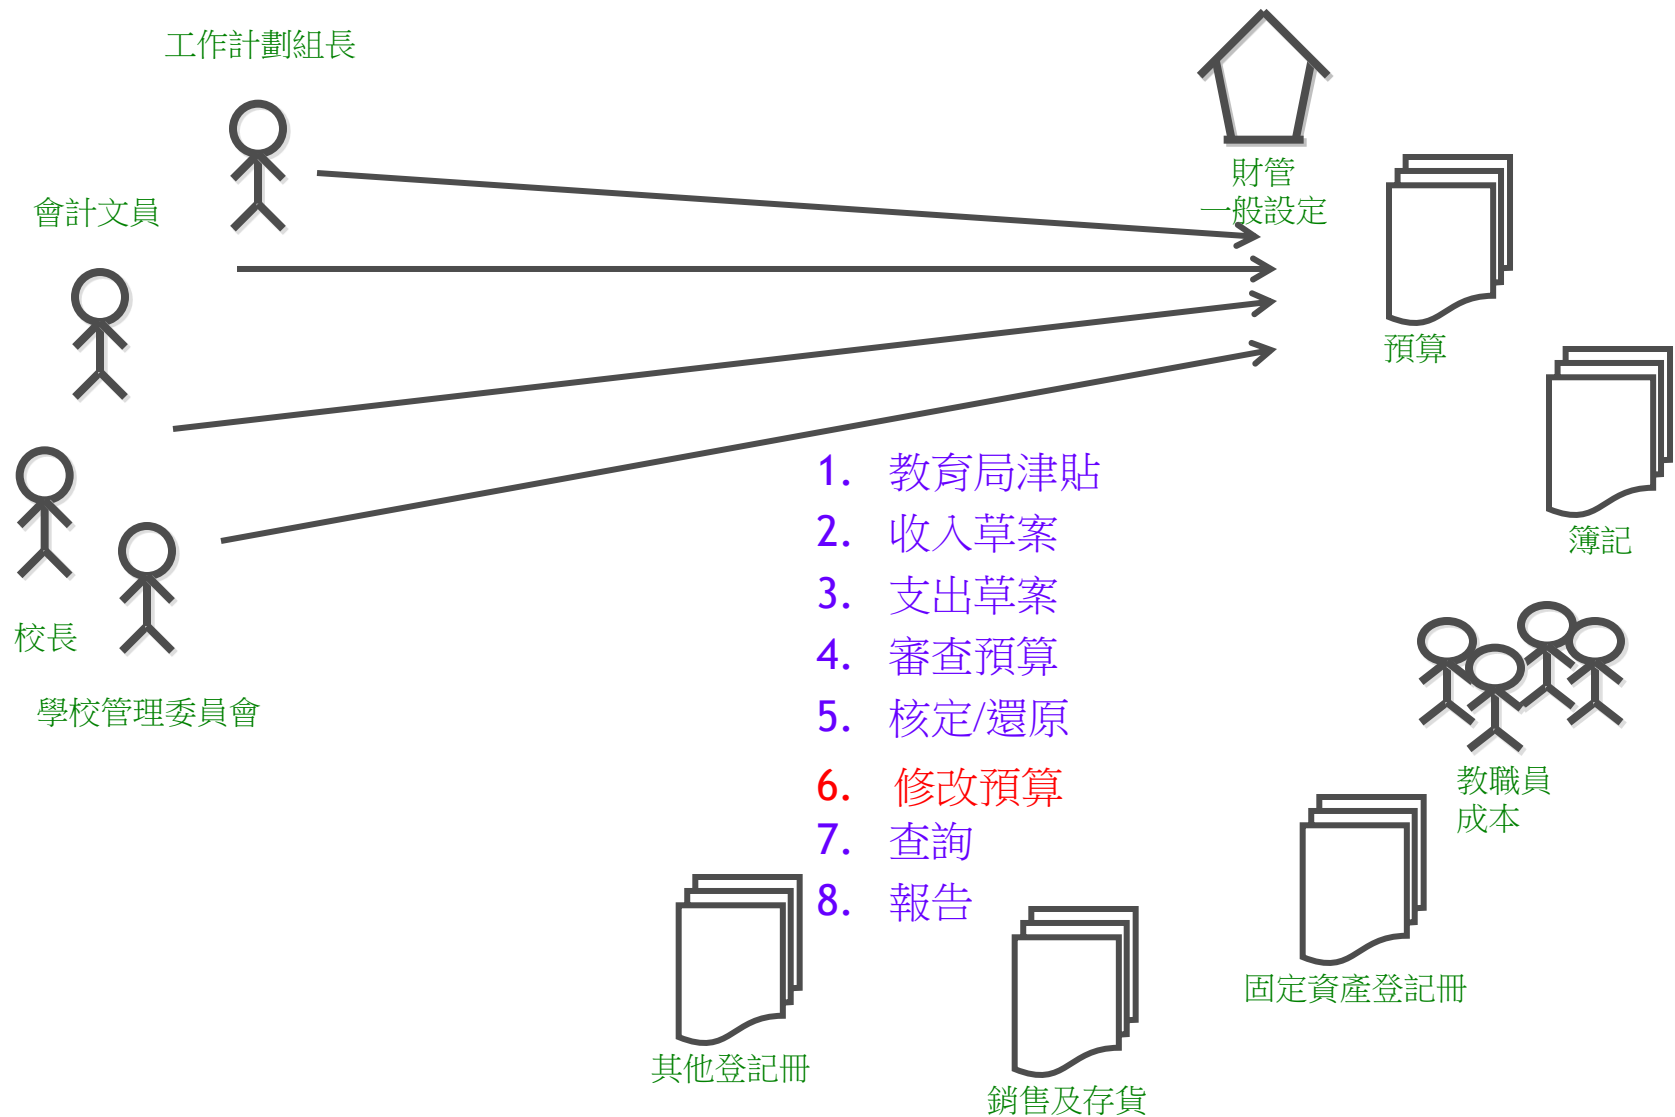 工作計劃組長
會計文員
校長
學校管理委員會
財管
一般設定
預算
簿記
教職員
成本
固定資產登記冊
銷售及存貨
其他登記冊
1. 教育局津貼
2. 收入草案
3. 支出草案
4. 審查預算
5. 核定/還原
6. 修改預算
7. 查詢
8. 報告